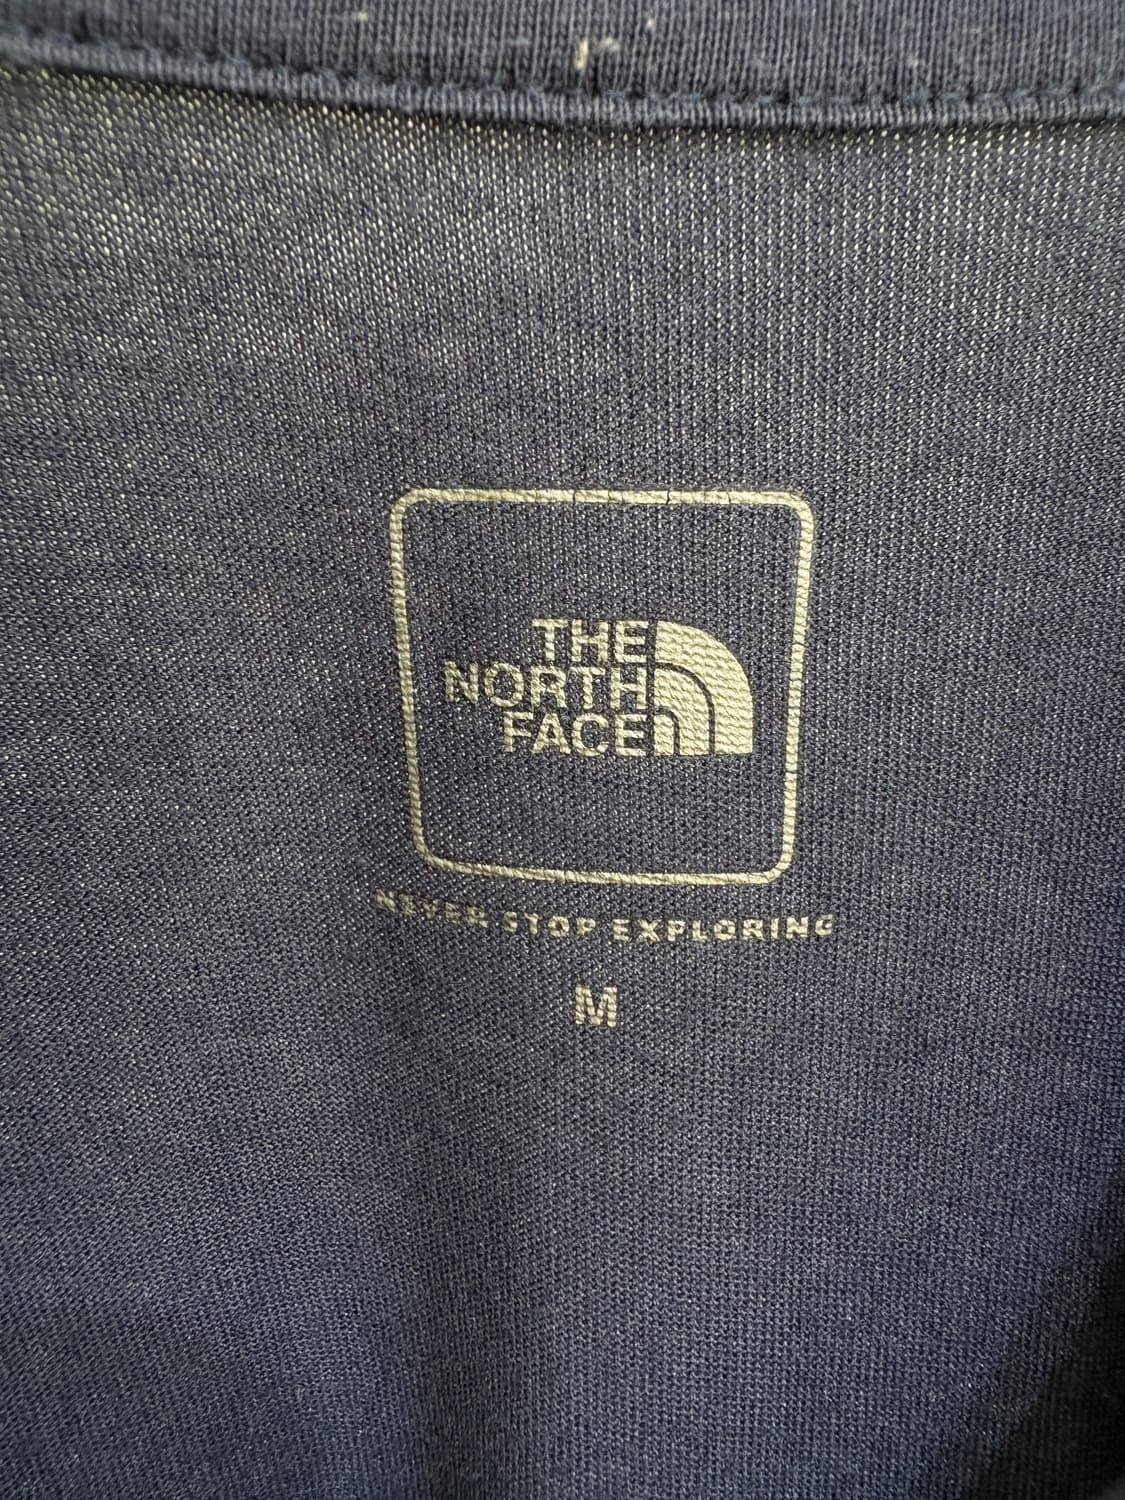 THE
NORTH
FACE
NEVER STOP EXPLORING
M